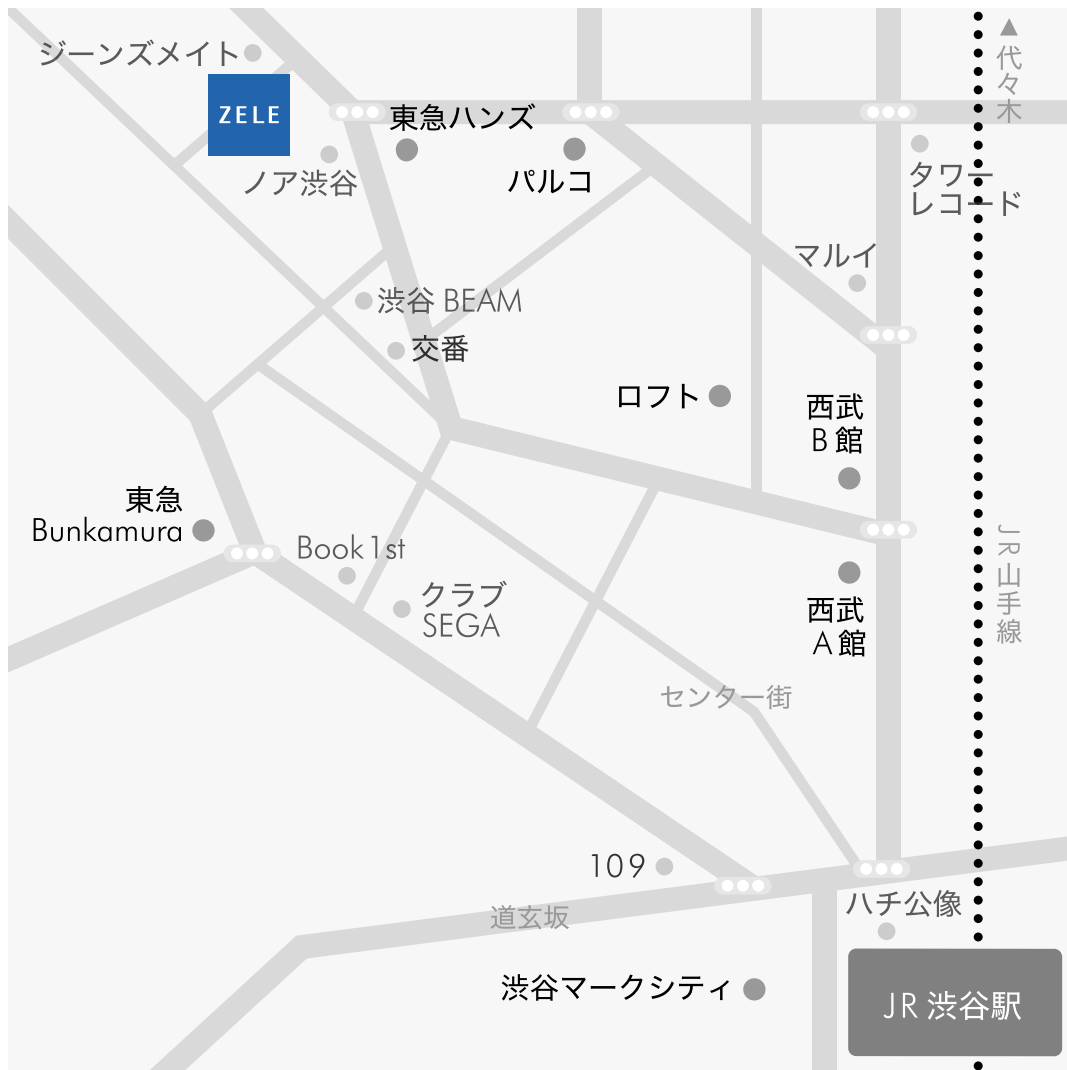 ジーンズメイト
ZELE
東急ハンズ
ノア渋谷
パルコ
▲代々木
タワー
レコード
マルイ
渋谷 BEAM
交番
ロフト
西武
B 館
東急
Bunkamura
Book1st
クラブ
SEGA
西武
A 館
JR山手線
センター街
109
道玄坂
ハチ公像
渋谷マークシティ
JR 渋谷駅